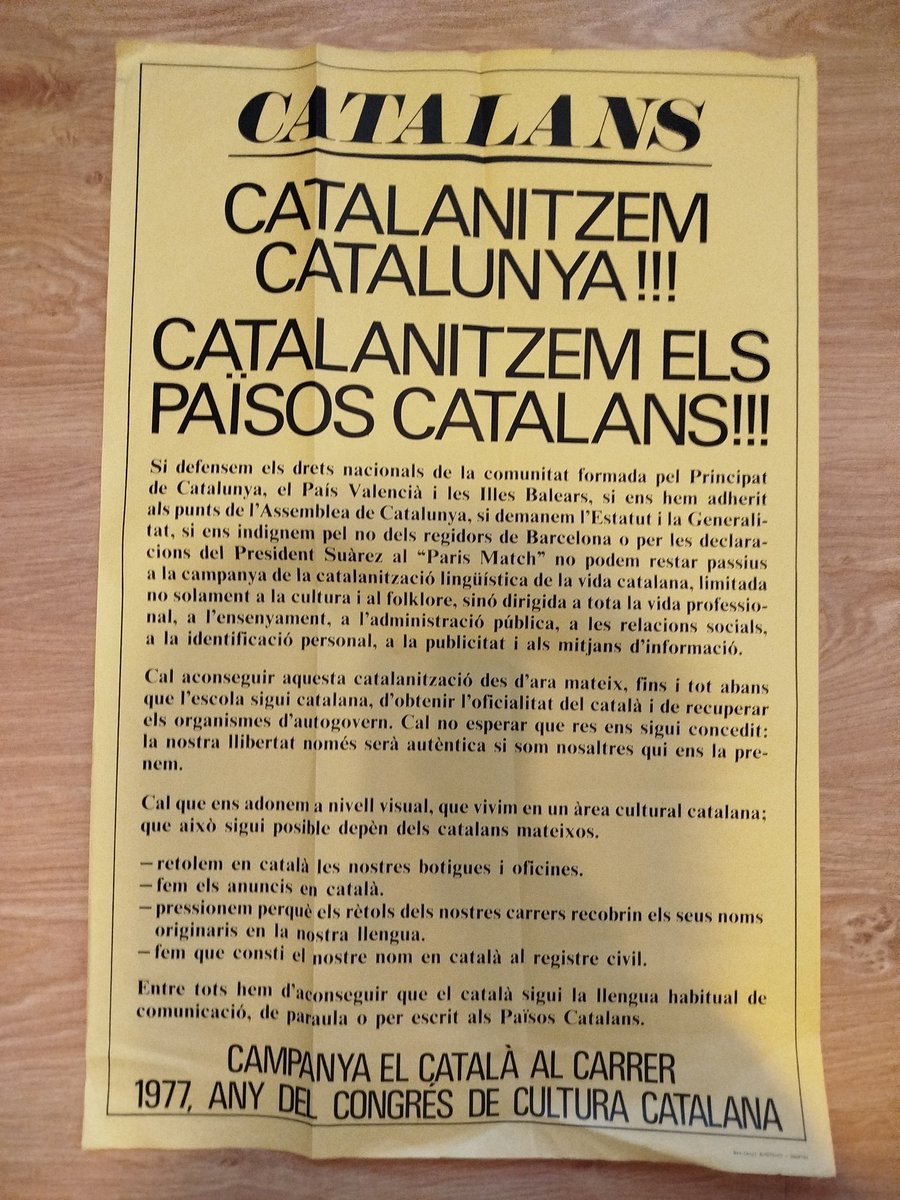 CATALANS
CATALANITZEM
CATALUNYA!!!
CATALANITZEM ELS
PAÏSOS CATALANS!!!
Si defensem els drets nacionals de la comunitat formada pel Principat
de Catalunya, el País Valencià i les Illes Balears, si ens hem adherit
als punts de l'Assemblea de Catalunya, si demanem l'Estatut i la Generali-
tat, si ens indignem pel no dels regidors de Barcelona o per les declara-
cions del President Suàrez al “Paris Match” no podem restar passius
a la campanya de la catalanització lingüística de la vida catalana, limitada
no solament a la cultura i al folklore, sinó dirigida a tota la vida professio-
nal, a l'ensenyament, a l'administració pública, a les relacions socials,
a la identificació personal, a la publicitat i als mitjans d'informació.
Cal aconseguir aquesta catalanització des d'ara mateix, fins i tot abans
que l'escola sigui catalana, d'obtenir l'oficialitat del català i de recuperar
els organismes d'autogovern. Cal no esperar que res ens sigui concedit:
la nostra llibertat només serà autèntica si som nosaltres qui ens la pre-
nem.
Cal que ens adonem a nivell visual, que vivim en un àrea cultural catalana;
que això sigui posible depèn dels catalans mateixos.
—retolem en català les nostres botigues i oficines.
—fem els anuncis en català.
—pressionem perquè els rètols dels nostres carrers recobrin els seus noms
originaris en la nostra llengua.
—fem que consti el nostre nom en català al registre civil.
Entre tots hem d'aconseguir que el català sigui la llengua habitual de
comunicació, de paraula o per escrit als Països Catalans.
CAMPANYA EL CATALÀ AL CARRER
1977, ANY DEL CONGRÉS DE CULTURA CATALANA